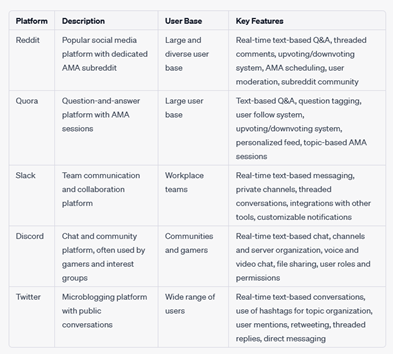 Platform Description User Base Key Features
Reddit Popular social media Large and Real-time text-based Q&A, threaded
platform with dedicated diverse user comments, upvoting/downvoting
AMA subreddit base system, AMA scheduling, user
moderation, subreddit community
Quora Question-and-answer Large user Text-based Q&A, question tagging,
platform with AMA base user follow system,
sessions upvoting/downvoting system,
personalized feed, topic-based AMA
sessions
Slack Team communication Workplace Real-time text-based messaging,
and collaboration teams private channels, threaded
platform conversations, integrations with other
tools, customizable notifications
Discord Chat and community Communities Real-time text-based chat, channels
platform, often used by and gamers and server organization, voice and
gamers and interest video chat, file sharing, user roles and
groups permissions
Twitter Microblogging platform Wide range of Real-time text-based conversations,
with public users use of hashtags for topic organization,
conversations user mentions, retweeting, threaded
replies, direct messaging